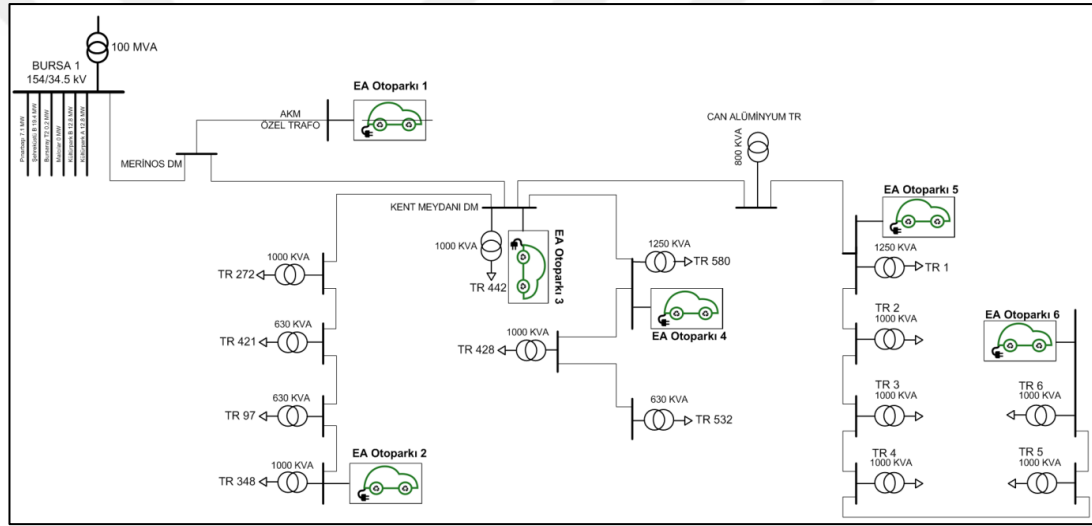 100 MVA
BURSA 1
154/34.5 kV
EA Otoparkı 1
AKM
ÖZEL TRAFO
MERİNOS DM
CAN ALÜMİNYUM TR
800 KVA
KENT MEYDANI DM
1000 KVA
TR 442
EA Otoparkı 3
1000 KVA
TR 272
630 KVA
TR 421
630 KVA
TR 97
1000 KVA
TR 348
EA Otoparkı 2
1250 KVA
TR 580
EA Otoparkı 4
1000 KVA
TR 428
630 KVA
TR 532
EA Otoparkı 5
1250 KVA
TR 1
TR 2
1000 KVA
TR 3
1000 KVA
TR 4
1000 KVA
EA Otoparkı 6
TR 6
1000 KVA
TR 5
1000 KVA